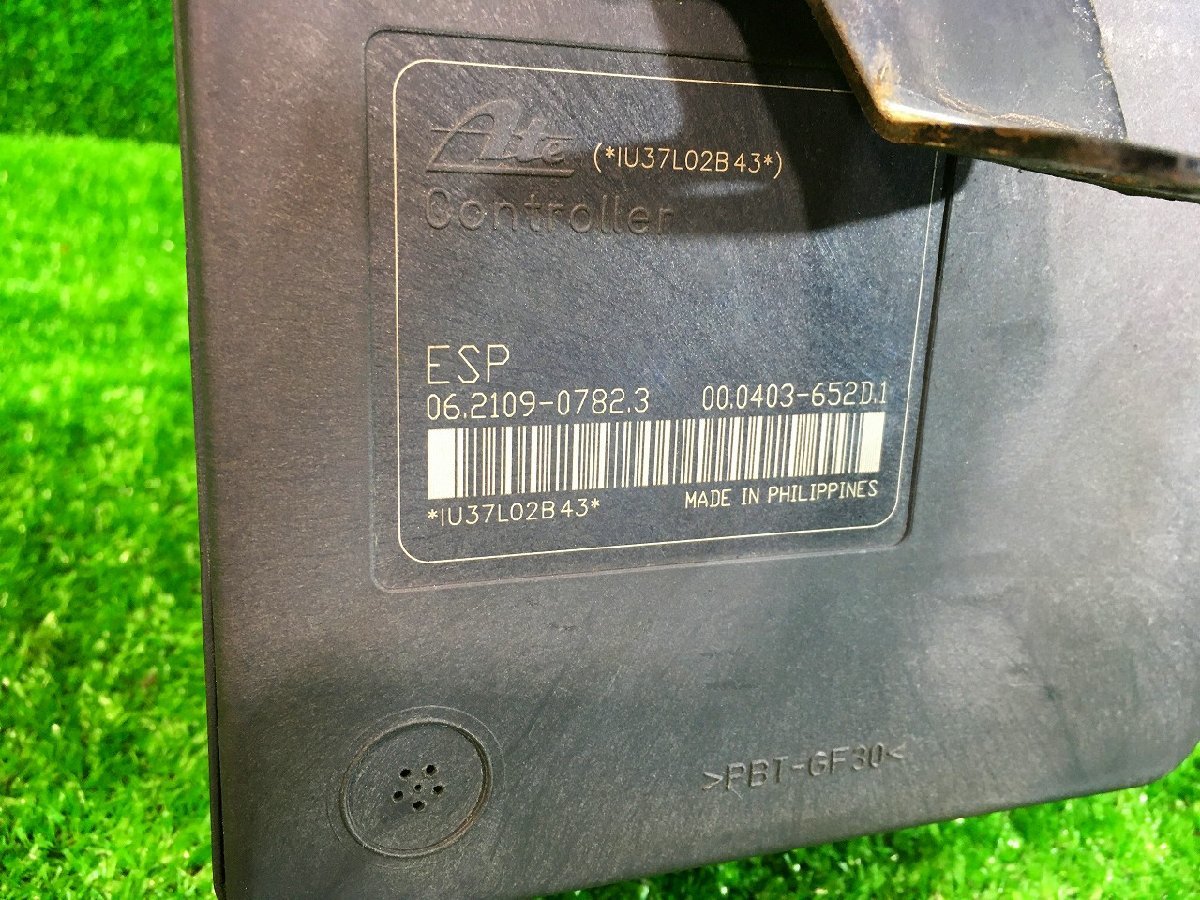 Ate (*IU37L02B43*)
Controller
ESP
06.2109-0782.3 00.0403-652D.1
*IU37L02B43* MADE IN PHILIPPINES
>PBT-GF30<